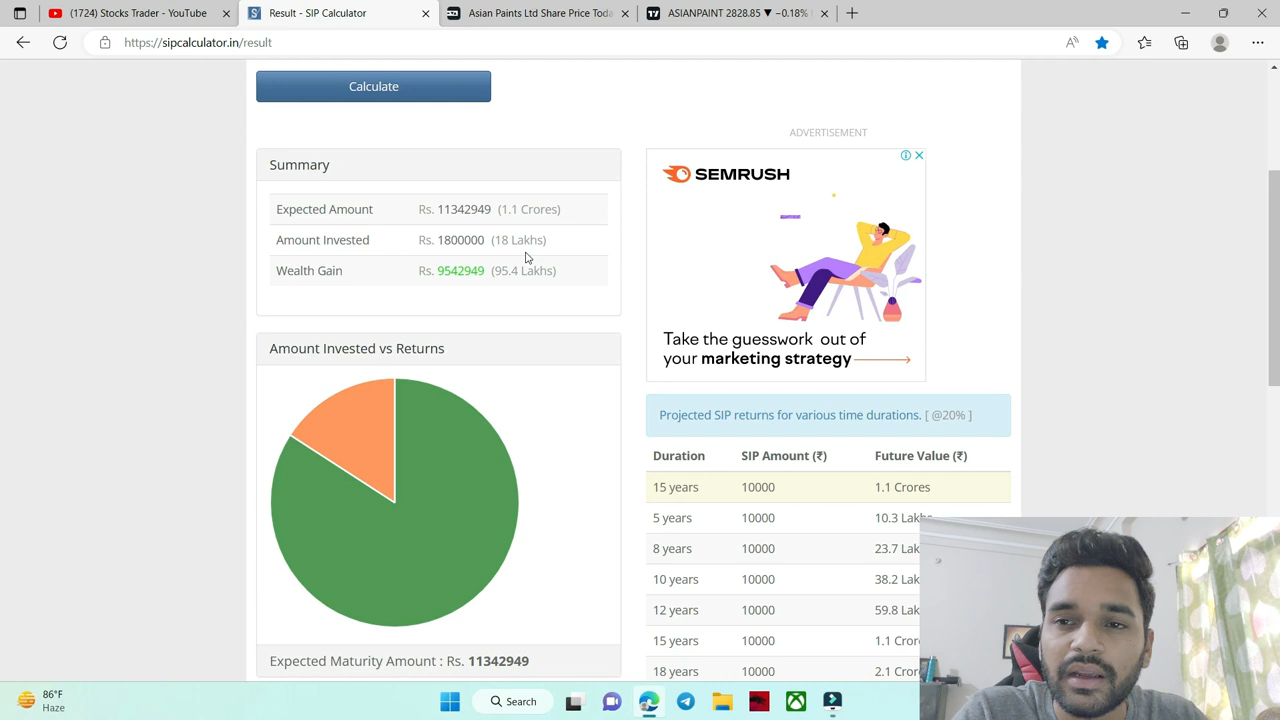 (1724) Stocks Trader - YouTube
Result - SIP Calculator
Asian Paints Ltd Share Price Toda
ASIANPAINT 2828.85 ▼ −0.18%
https://sipcalculator.in/result
Calculate
ADVERTISEMENT
Summary
Expected Amount Rs. 11342949 (1.1 Crores)
Amount Invested Rs. 1800000 (18 Lakhs)
Wealth Gain Rs. 9542949 (95.4 Lakhs)
SEMRUSH
Take the guesswork out of
your marketing strategy
Amount Invested vs Returns
Expected Maturity Amount : Rs. 11342949
Projected SIP returns for various time durations. [ @20% ]
Duration SIP Amount (₹) Future Value (₹)
15 years 10000 1.1 Crores
5 years 10000 10.3 Lakhs
8 years 10000 23.7 Lak
10 years 10000 38.2 Lak
12 years 10000 59.8 Lak
15 years 10000 1.1 Cror
18 years 10000 2.1 Cror
86°F
Haze
Search